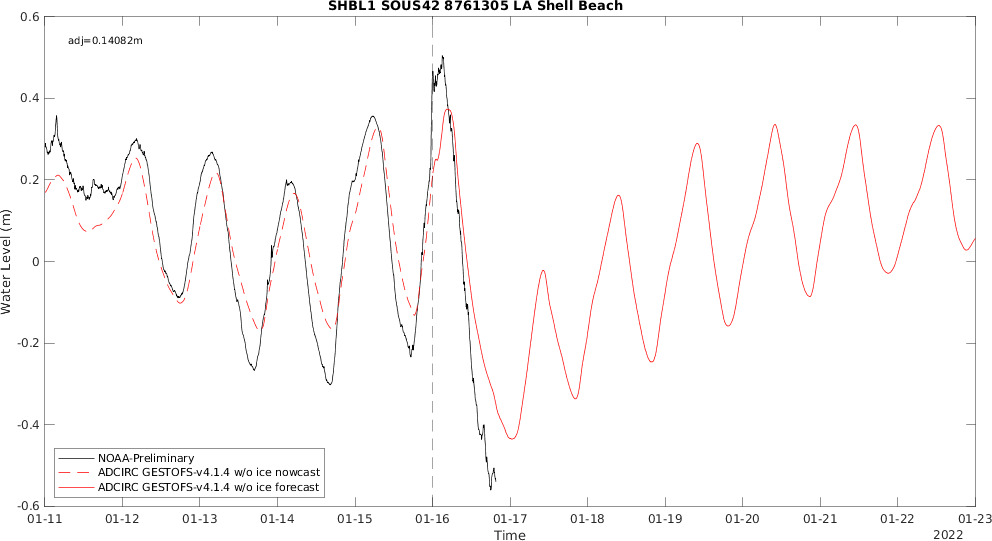 SHBL1 SOUS42 8761305 LA Shell Beach
adj=0.14082m
0.6
0.4
0.2
0
-0.2
-0.4
-0.6
Water Level (m)
NOAA-Preliminary
ADCIRC GESTOFS-v4.1.4 w/o ice nowcast
ADCIRC GESTOFS-v4.1.4 w/o ice forecast
01-11 01-12 01-13 01-14 01-15 01-16 01-17 01-18 01-19 01-20 01-21 01-22 01-23
Time
2022